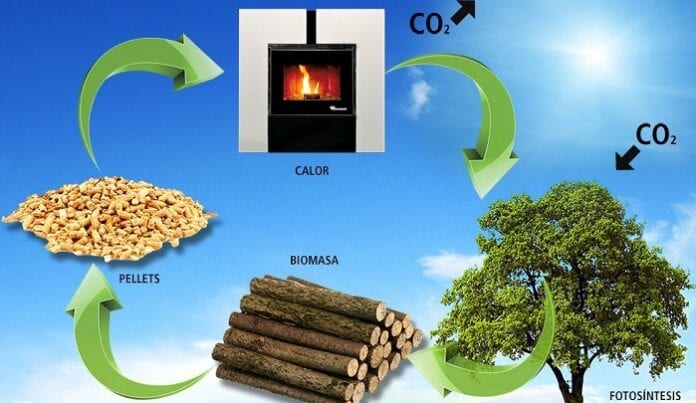 CO₂
CO₂
CALOR
BIOMASA
PELLETS
FOTOSÍNTESIS